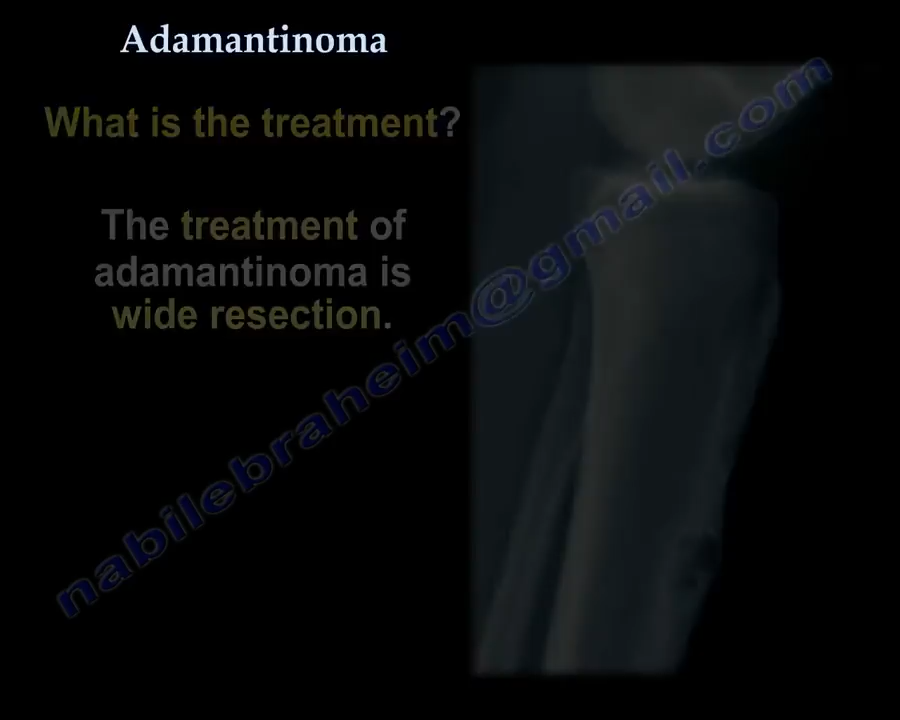 Adamantinoma
What is the treatment?
The treatment of
adamantinoma is
wide resection.
nabilebraheim@gmail.com